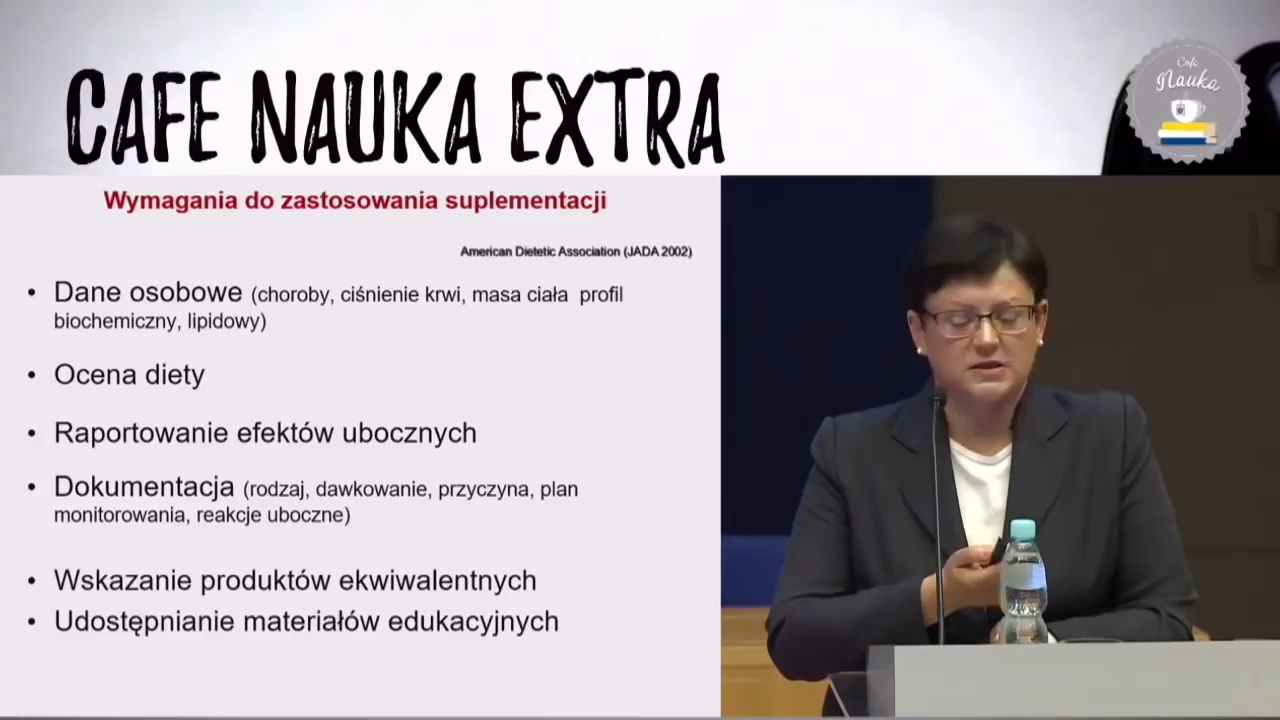 CAFE NAUKA EXTRA
Cafe
Nauka
Wymagania do zastosowania suplementacji
American Dietetic Association (JADA 2002)
• Dane osobowe (choroby, ciśnienie krwi, masa ciała profil
biochemiczny, lipidowy)
• Ocena diety
• Raportowanie efektów ubocznych
• Dokumentacja (rodzaj, dawkowanie, przyczyna, plan
monitorowania, reakcje uboczne)
• Wskazanie produktów ekwiwalentnych
• Udostępnianie materiałów edukacyjnych